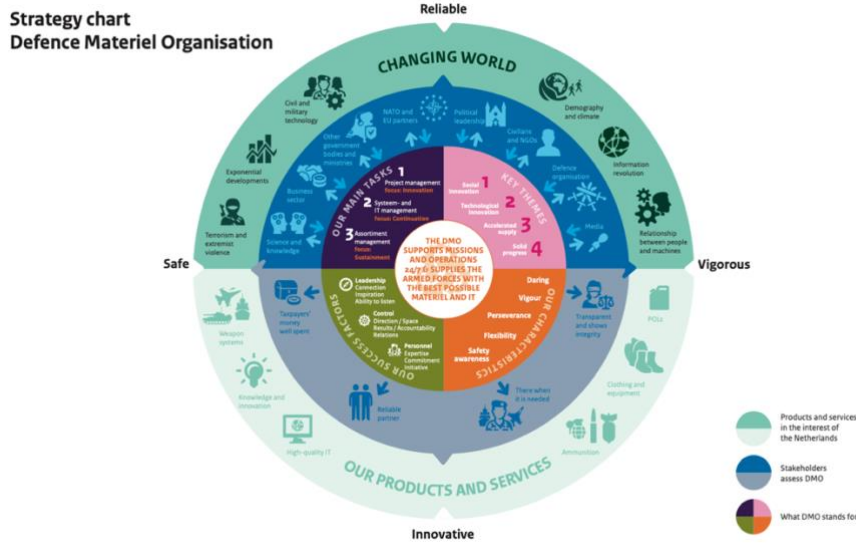 Strategy chart
Defence Materiel Organisation
Reliable
CHANGING WORLD
Civil and
military
technology
Exponential
developments
Terrorism and
extremist
violence
Demography
and climate
Information
revolution
Relationship
between people
and machines
NATO and
EU partners
Political
leadership
Other
government
bodies and
ministries
Civilians
and NGOs
Business
sector
Defence
organisation
Science and
knowledge
Media
OUR MAIN TASKS
1
Project management
focus: Innovation
2
Systeem- and
IT management
Focus: Continuation
3
Assortiment
management
focus:
Sustainment
KEY THEMES
Social
innovation
1
Technological
innovation
2
Accelerated
supply
3
Solid
progress
4
THE DMO
SUPPORTS MISSIONS
AND OPERATIONS
24/7 & SUPPLIES THE
ARMED FORCES WITH
THE BEST POSSIBLE
MATERIEL AND IT
Safe
Vigorous
Leadership
Connection
Inspiration
Ability to listen
Control
Direction / Space
Results / Accountability
Relations
Personnel
Expertise
Commitment
Initiative
OUR SUCCESS FACTORS
Daring
Vigour
Perseverance
Flexibility
Safety
awareness
OUR CHARACTERISTICS
Taxpayers'
money
well spent
Transparent
and shows
integrity
Reliable
partner
There when
it is needed
Weapon
systems
Knowledge and
innovation
High-quality IT
POLs
Clothing and
equipment
Ammunition
OUR PRODUCTS AND SERVICES
Innovative
Products and services
in the interest of
the Netherlands
Stakeholders
assess DMO
What DMO stands for